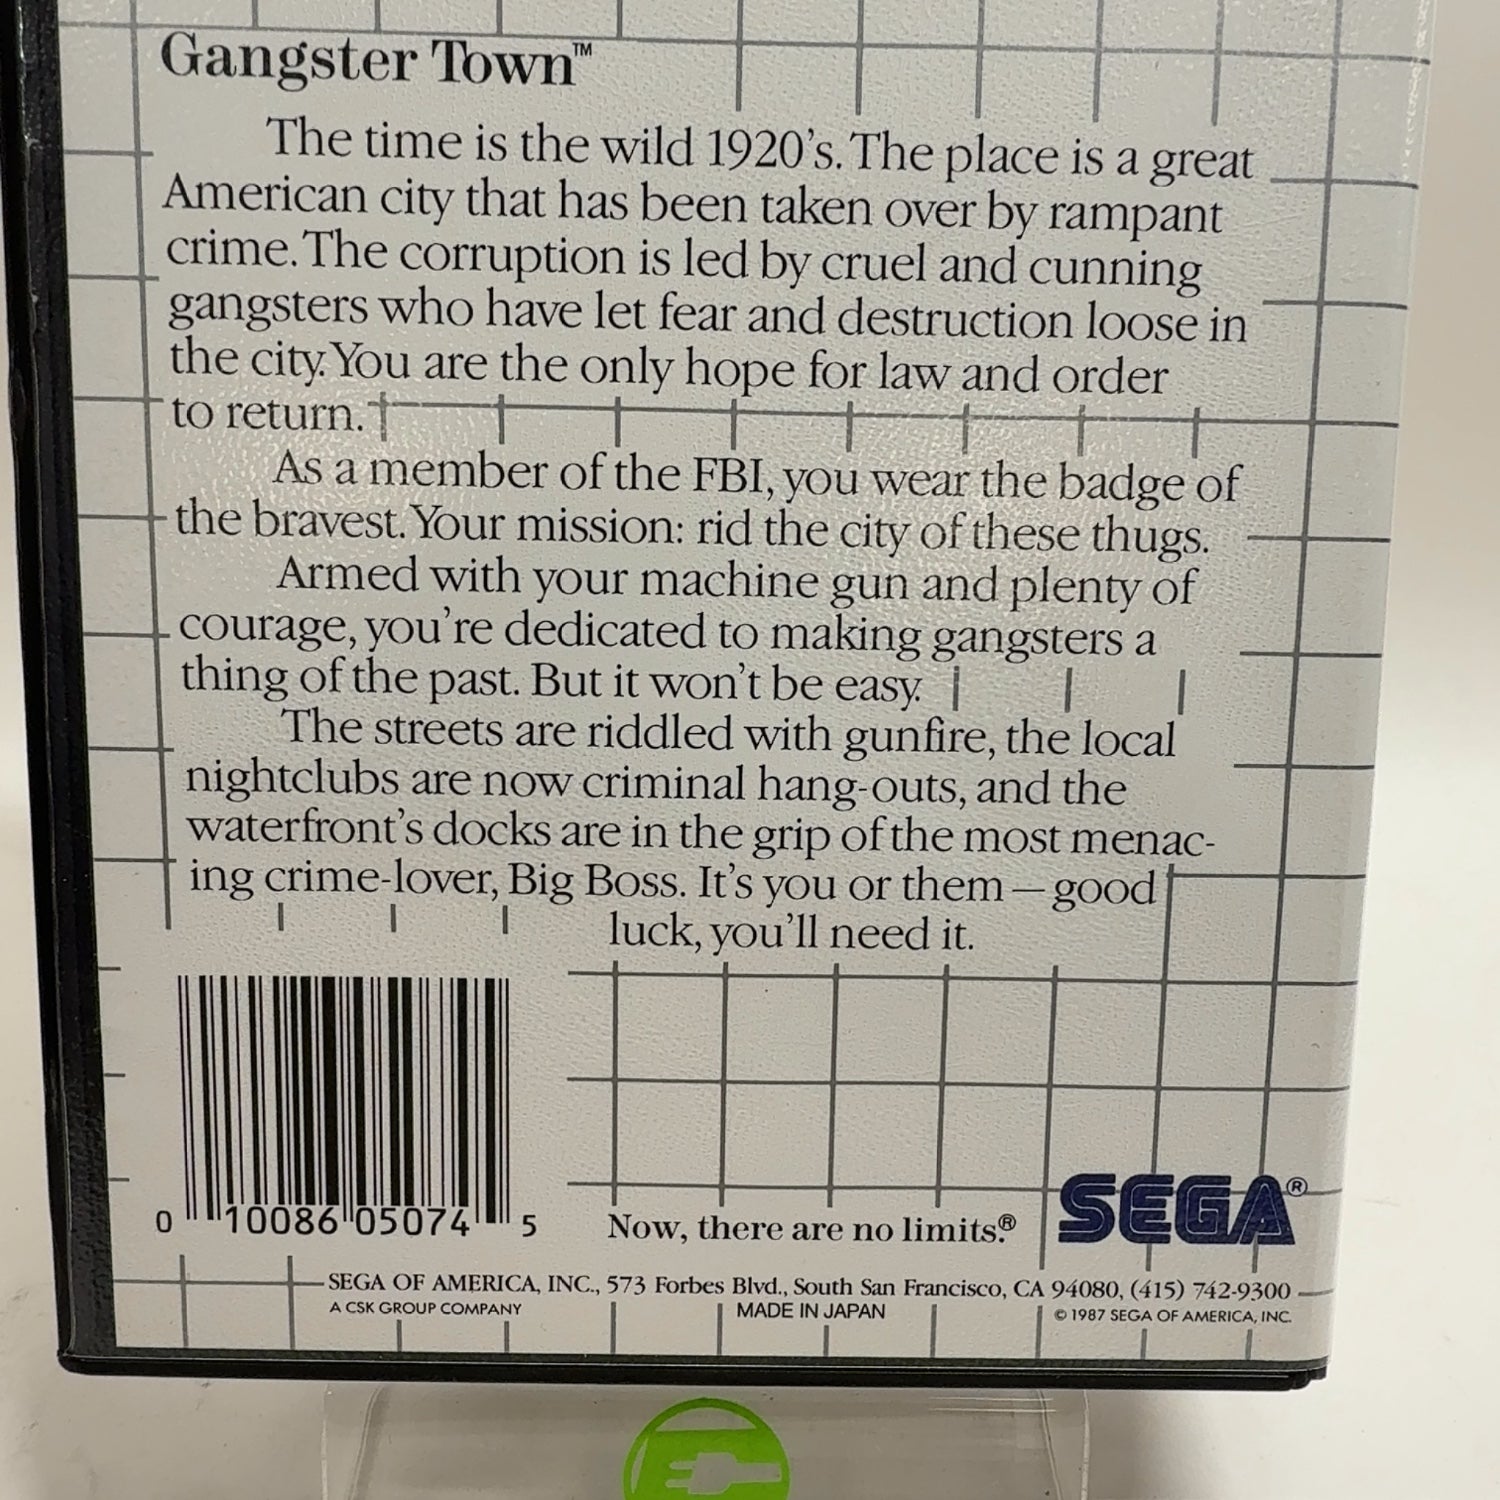 Gangster Town™
The time is the wild 1920's. The place is a great
American city that has been taken over by rampant
crime. The corruption is led by cruel and cunning
gangsters who have let fear and destruction loose in
the city. You are the only hope for law and order
to return.
As a member of the FBI, you wear the badge of
the bravest. Your mission: rid the city of these thugs.
Armed with your machine gun and plenty of
courage, you're dedicated to making gangsters a
thing of the past. But it won't be easy.
The streets are riddled with gunfire, the local
nightclubs are now criminal hang-outs, and the
waterfront's docks are in the grip of the most menac-
ing crime-lover, Big Boss. It's you or them — good
luck, you'll need it.
0 10086 05074 5
Now, there are no limits.®
SEGA®
SEGA OF AMERICA, INC., 573 Forbes Blvd., South San Francisco, CA 94080, (415) 742-9300
A CSK GROUP COMPANY
MADE IN JAPAN
© 1987 SEGA OF AMERICA, INC.